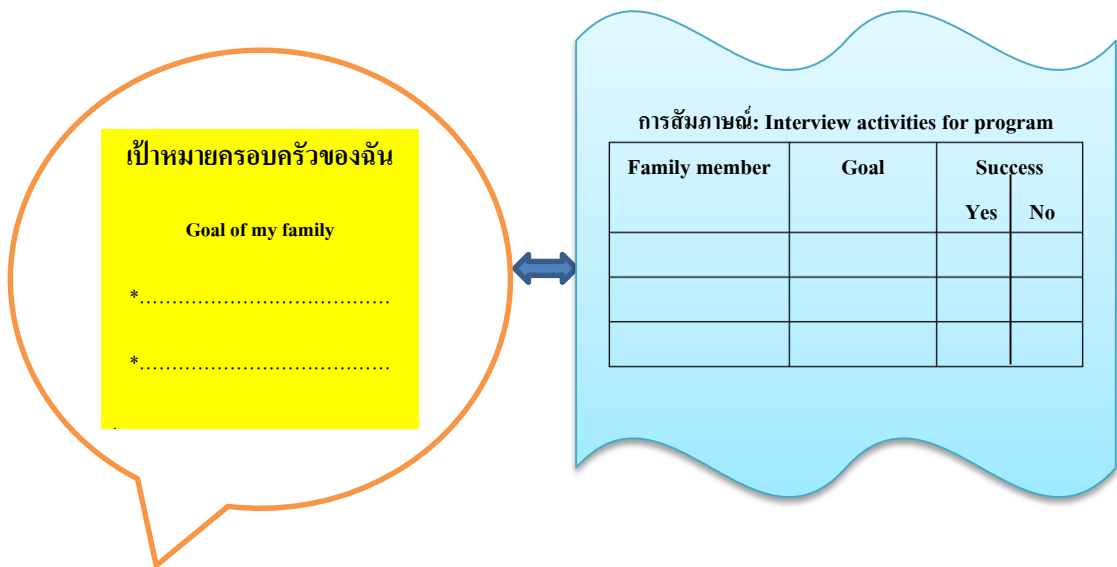 เป้าหมายครอบครัวของฉัน
Goal of my family
*.......................................
*.......................................
การสัมภาษณ์: Interview activities for program
Family member Goal Success
Yes No